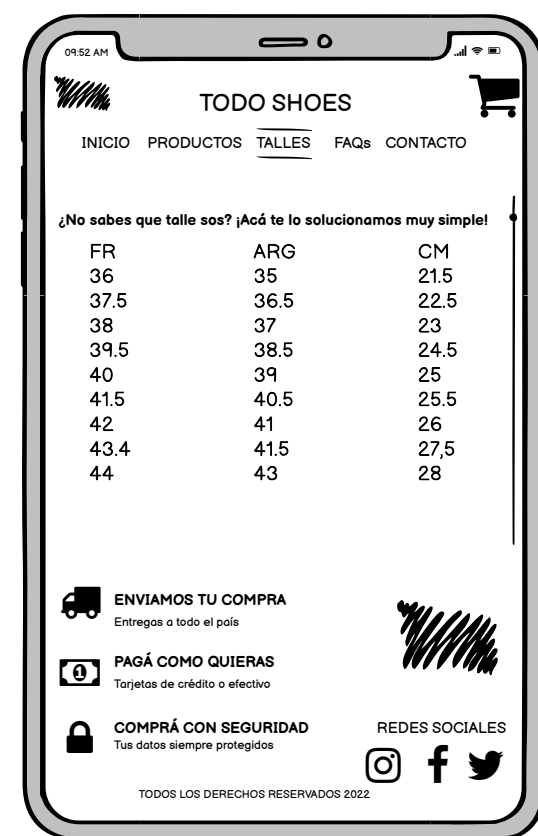 09:52 AM
TODO SHOES
INICIO PRODUCTOS TALLES FAQs CONTACTO
¿No sabes que talle sos? ¡Acá te lo solucionamos muy simple!
FR ARG CM
36 35 21.5
37.5 36.5 22.5
38 37 23
39.5 38.5 24.5
40 39 25
41.5 40.5 25.5
42 41 26
43.4 41.5 27,5
44 43 28
ENVIAMOS TU COMPRA
Entregas a todo el país
1
PAGÁ COMO QUIERAS
Tarjetas de crédito o efectivo
COMPRÁ CON SEGURIDAD
Tus datos siempre protegidos
REDES SOCIALES
TODOS LOS DERECHOS RESERVADOS 2022